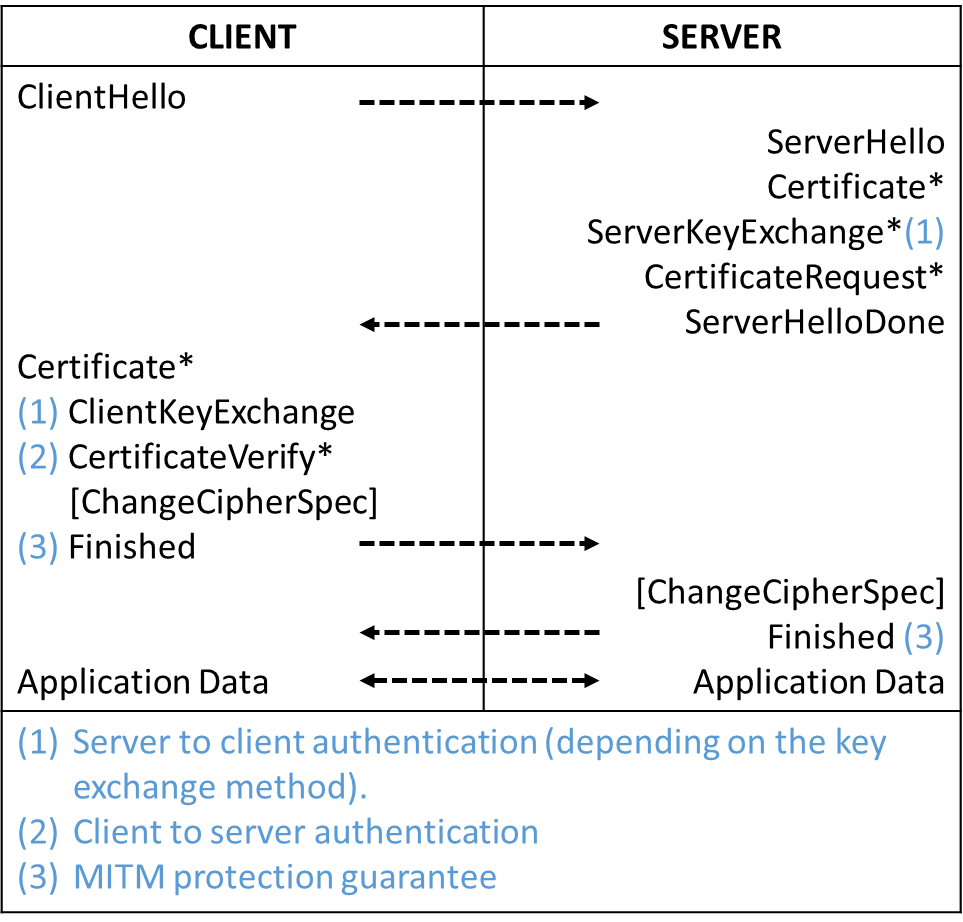 CLIENT SERVER
ClientHello
ServerHello
Certificate*
ServerKeyExchange*(1)
CertificateRequest*
ServerHelloDone
Certificate*
(1) ClientKeyExchange
(2) CertificateVerify*
[ChangeCipherSpec]
(3) Finished
[ChangeCipherSpec]
Finished (3)
Application Data Application Data
(1) Server to client authentication (depending on the key
exchange method).
(2) Client to server authentication
(3) MITM protection guarantee